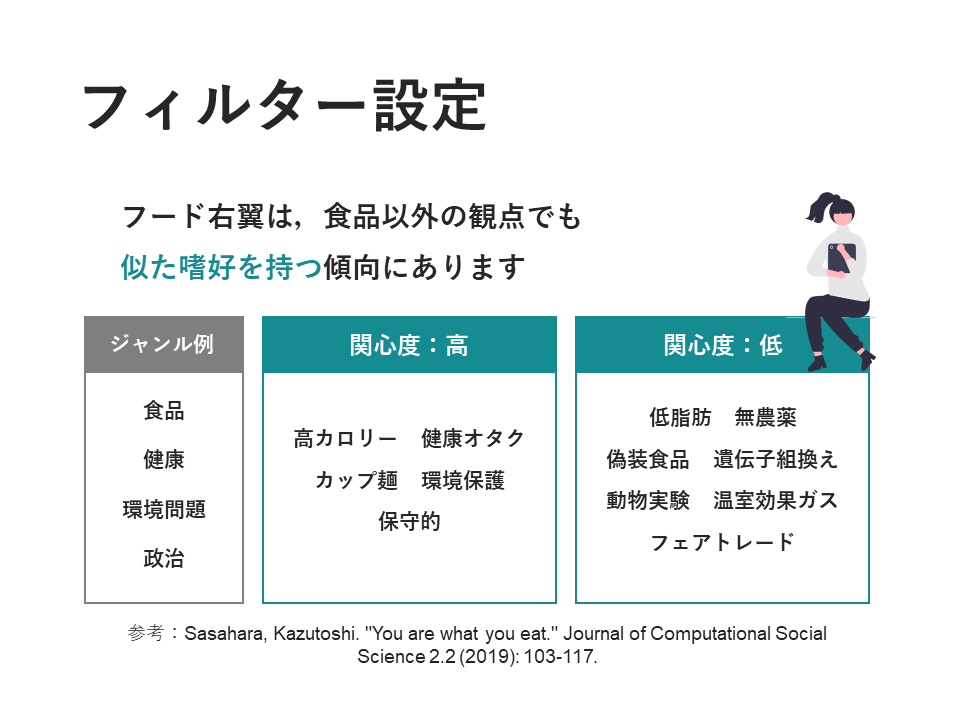 フィルター設定
フード右翼は，食品以外の観点でも
似た嗜好を持つ傾向にあります
ジャンル例
食品
健康
環境問題
政治
関心度：高
高カロリー　健康オタク
カップ麺　環境保護
保守的
関心度：低
低脂肪　無農薬
偽装食品　遺伝子組換え
動物実験　温室効果ガス
フェアトレード
参考：Sasahara, Kazutoshi. "You are what you eat." Journal of Computational Social
Science 2.2 (2019): 103-117.